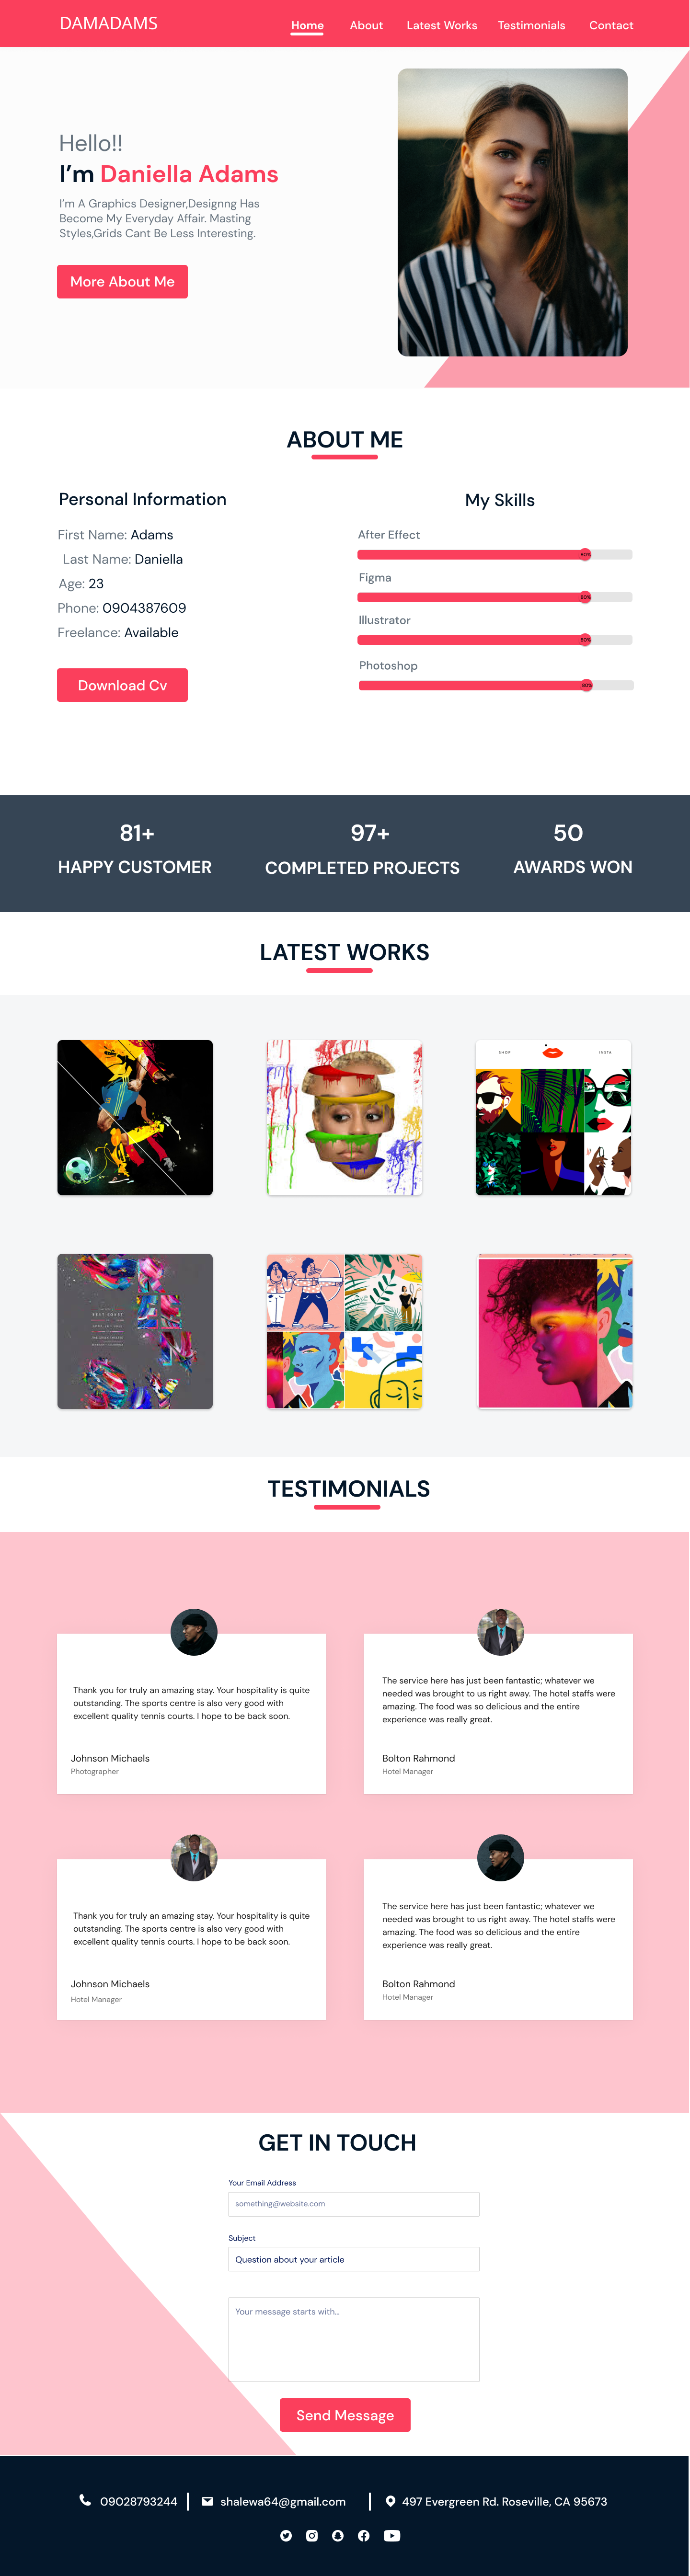 DAMADAMS
Home About Latest Works Testimonials Contact
Hello!!
I'm Daniella Adams
I'm A Graphics Designer,Designng Has
Become My Everyday Affair. Masting
Styles,Grids Cant Be Less Interesting.
More About Me
ABOUT ME
Personal Information
First Name: Adams
Last Name: Daniella
Age: 23
Phone: 0904387609
Freelance: Available
Download Cv
My Skills
After Effect
80%
Figma
80%
Illustrator
80%
Photoshop
80%
81+
HAPPY CUSTOMER
97+
COMPLETED PROJECTS
50
AWARDS WON
LATEST WORKS
SHOP
INSTA
TESTIMONIALS
Thank you for truly an amazing stay. Your hospitality is quite
outstanding. The sports centre is also very good with
excellent quality tennis courts. I hope to be back soon.
Johnson Michaels
Photographer
The service here has just been fantastic; whatever we
needed was brought to us right away. The hotel staffs were
amazing. The food was so delicious and the entire
experience was really great.
Bolton Rahmond
Hotel Manager
Thank you for truly an amazing stay. Your hospitality is quite
outstanding. The sports centre is also very good with
excellent quality tennis courts. I hope to be back soon.
Johnson Michaels
Hotel Manager
The service here has just been fantastic; whatever we
needed was brought to us right away. The hotel staffs were
amazing. The food was so delicious and the entire
experience was really great.
Bolton Rahmond
Hotel Manager
GET IN TOUCH
Your Email Address
something@website.com
Subject
Question about your article
Your message starts with...
Send Message
09028793244
shalewa64@gmail.com
497 Evergreen Rd. Roseville, CA 95673